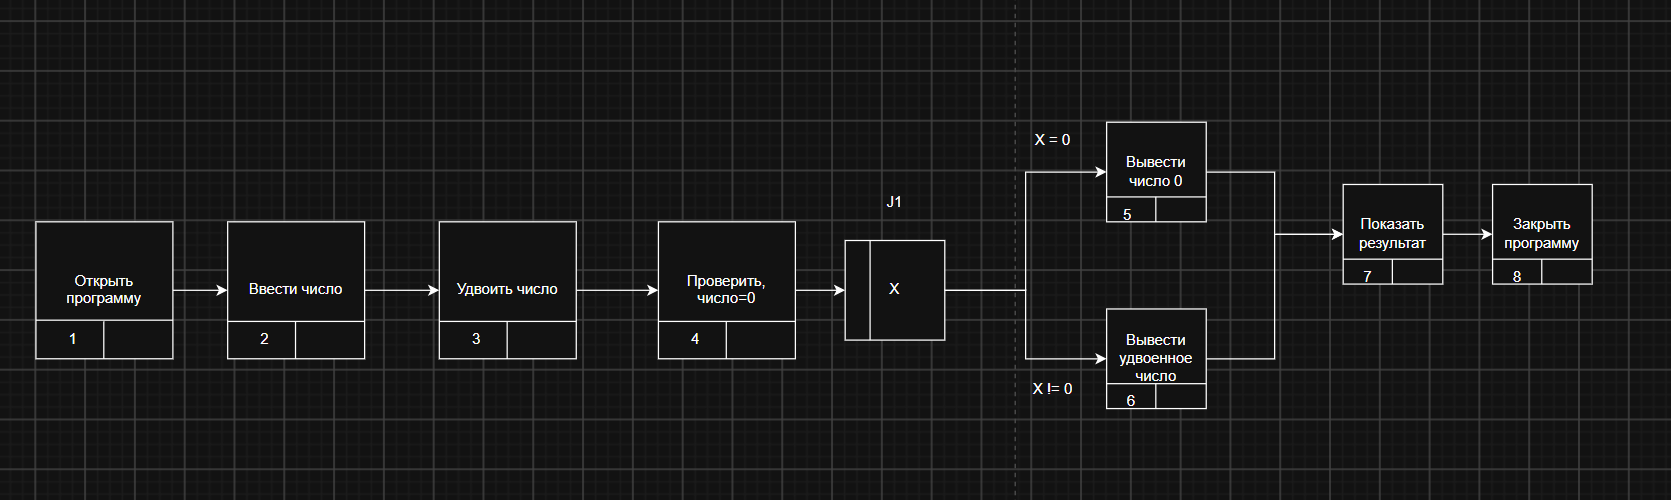 Открыть
программу
1
Ввести число
2
Удвоить число
3
Проверить,
число=0
4
J1
X
X = 0
Вывести
число 0
5
X != 0
Вывести
удвоенное
число
6
Показать
результат
7
Закрыть
программу
8